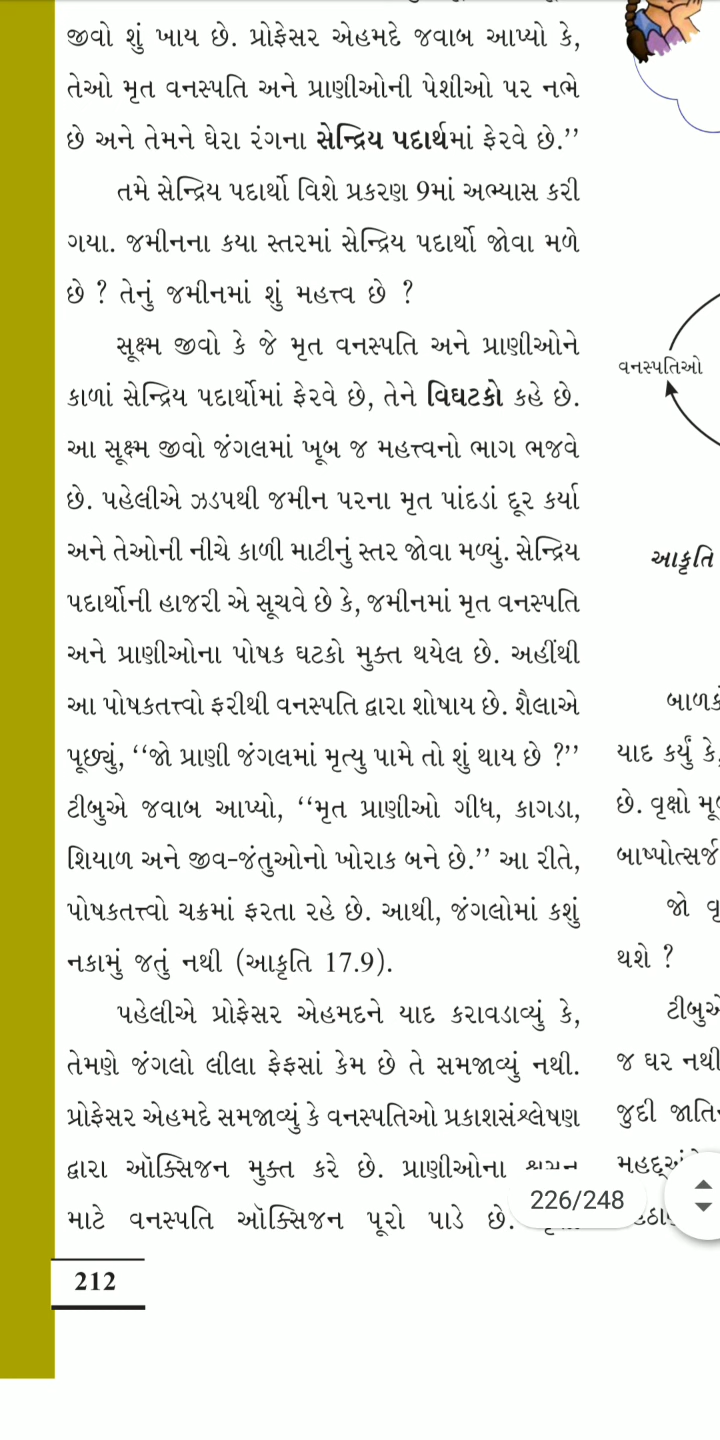 જીવો શું ખાય છે. પ્રોફેસર એહમદે જવાબ આપ્યો કે,
તેઓ મૃત વનસ્પતિ અને પ્રાણીઓની પેશીઓ પર નભે
છે અને તેમને ઘેરા રંગના સેન્દ્રિય પદાર્થમાં ફેરવે છે.’’
તમે સેન્દ્રિય પદાર્થો વિશે પ્રકરણ 9માં અભ્યાસ કરી
ગયા. જમીનના કયા સ્તરમાં સેન્દ્રિય પદાર્થો જોવા મળે
છે ? તેનું જમીનમાં શું મહત્ત્વ છે ?
સૂક્ષ્મ જીવો કે જે મૃત વનસ્પતિ અને પ્રાણીઓને
કાળાં સેન્દ્રિય પદાર્થોમાં ફેરવે છે, તેને વિઘટકો કહે છે.
આ સૂક્ષ્મ જીવો જંગલમાં ખૂબ જ મહત્ત્વનો ભાગ ભજવે
છે. પહેલીએ ઝડપથી જમીન પરના મૃત પાંદડાં દૂર કર્યા
અને તેઓની નીચે કાળી માટીનું સ્તર જોવા મળ્યું. સેન્દ્રિય
પદાર્થોની હાજરી એ સૂચવે છે કે, જમીનમાં મૃત વનસ્પતિ
અને પ્રાણીઓના પોષક ઘટકો મુક્ત થયેલ છે. અહીંથી
આ પોષકતત્ત્વો ફરીથી વનસ્પતિ દ્વારા શોષાય છે. શૈલાએ
પૂછ્યું, ‘‘જો પ્રાણી જંગલમાં મૃત્યુ પામે તો શું થાય છે ?’’
ટીબુએ જવાબ આપ્યો, ‘‘મૃત પ્રાણીઓ ગીધ, કાગડા,
શિયાળ અને જીવ-જંતુઓનો ખોરાક બને છે.’’ આ રીતે,
પોષકતત્ત્વો ચક્રમાં ફરતા રહે છે. આથી, જંગલોમાં કશું
નકામું જતું નથી (આકૃતિ 17.9).
પહેલીએ પ્રોફેસર એહમદને યાદ કરાવડાવ્યું કે,
તેમણે જંગલો લીલા ફેફસાં કેમ છે તે સમજાવ્યું નથી.
પ્રોફેસર એહમદે સમજાવ્યું કે વનસ્પતિઓ પ્રકાશસંશ્લેષણ
દ્વારા ઑક્સિજન મુક્ત કરે છે. પ્રાણીઓના
માટે વનસ્પતિ ઑક્સિજન પૂરો પાડે છે.
212
વનસ્પતિઓ
આકૃતિ
યાદ કર્યું કે,
છે. વૃક્ષો
જો
થશે ?
જ ઘર નથી
જુદી
226/248